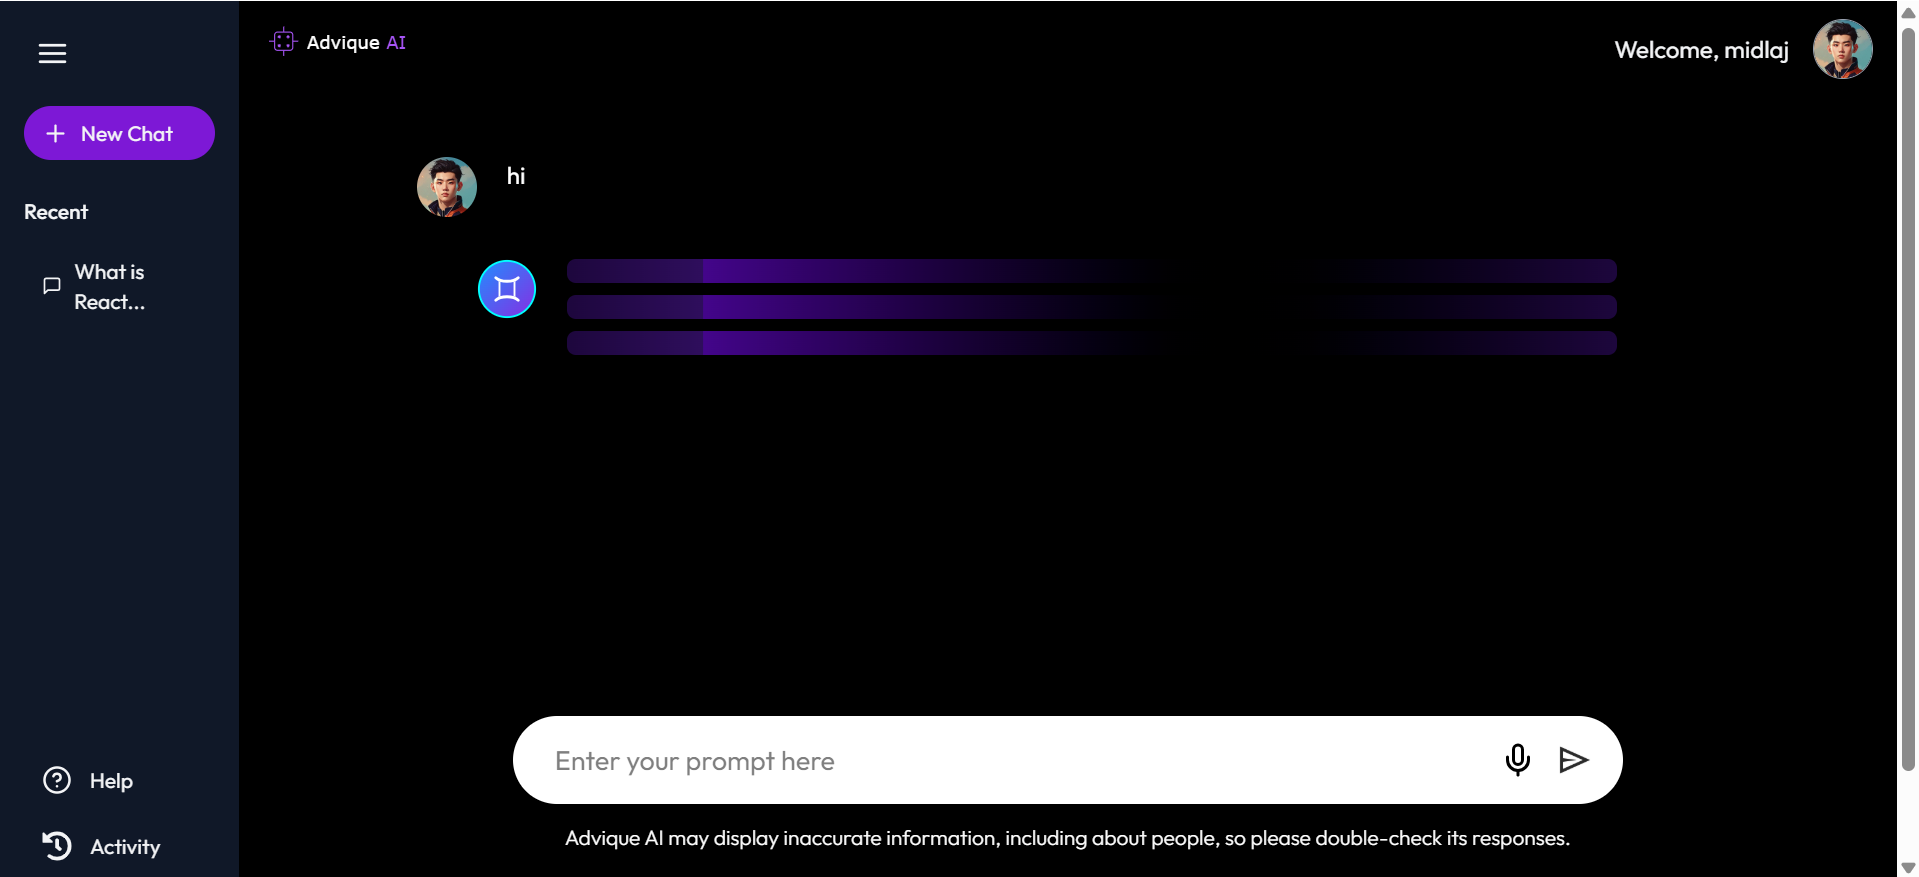 Advique AI
Welcome, midlaj
New Chat
Recent
What is
React...
hi
Enter your prompt here
Help
Activity
Advique AI may display inaccurate information, including about people, so please double-check its responses.